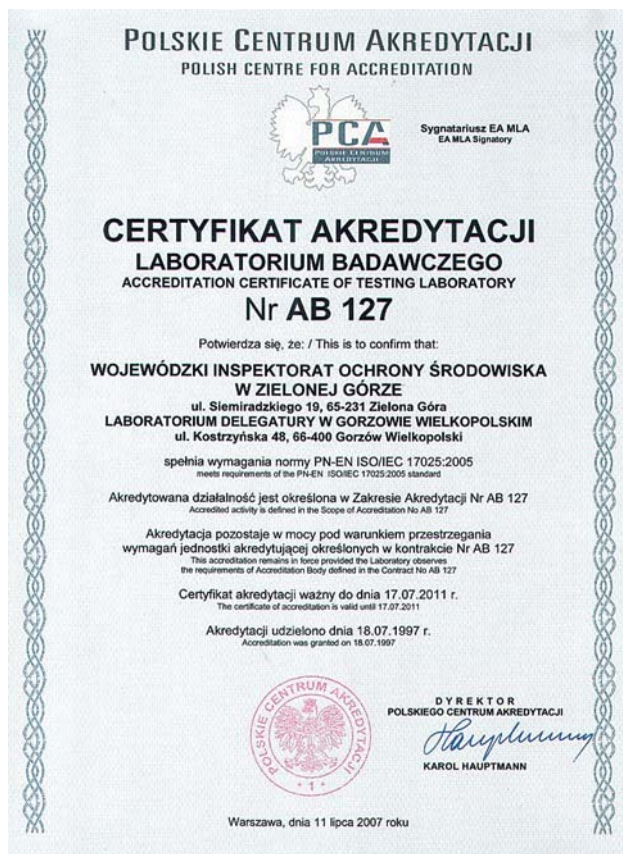 POLSKIE CENTRUM AKREDYTACJI
POLISH CENTRE FOR ACCREDITATION
PCA
POLSKIE CENTRUM
AKREDYTACJI
Sygnatariusz EA MLA
EA MLA Signatory
CERTYFIKAT AKREDYTACJI
LABORATORIUM BADAWCZEGO
ACCREDITATION CERTIFICATE OF TESTING LABORATORY
Nr AB 127
Potwierdza się, że: / This is to confirm that:
WOJEWÓDZKI INSPEKTORAT OCHRONY ŚRODOWISKA
W ZIELONEJ GÓRZE
ul. Siemiradzkiego 19, 65-231 Zielona Góra
LABORATORIUM DELEGATURY W GORZOWIE WIELKOPOLSKIM
ul. Kostrzyńska 48, 66-400 Gorzów Wielkopolski
spełnia wymagania normy PN-EN ISO/IEC 17025:2005
meets requirements of the PN-EN ISO/IEC 17025:2005 standard
Akredytowana działalność jest określona w Zakresie Akredytacji Nr AB 127
Accredited activity is defined in the Scope of Accreditation No AB 127
Akredytacja pozostaje w mocy pod warunkiem przestrzegania
wymagań jednostki akredytującej określonych w kontrakcie Nr AB 127
This accreditation remains in force provided the Laboratory observes
the requirements of Accreditation Body defined in the Contract No AB 127
Certyfikat akredytacji ważny do dnia 17.07.2011 r.
The certificate of accreditation is valid until 17.07.2011
Akredytacji udzielono dnia 18.07.1997 r.
Accreditation was granted on 18.07.1997
POLSKIE CENTRUM AKREDYTACJI
* 1 *
DYREKTOR
POLSKIEGO CENTRUM AKREDYTACJI
Hauptmann
KAROL HAUPTMANN
Warszawa, dnia 11 lipca 2007 roku